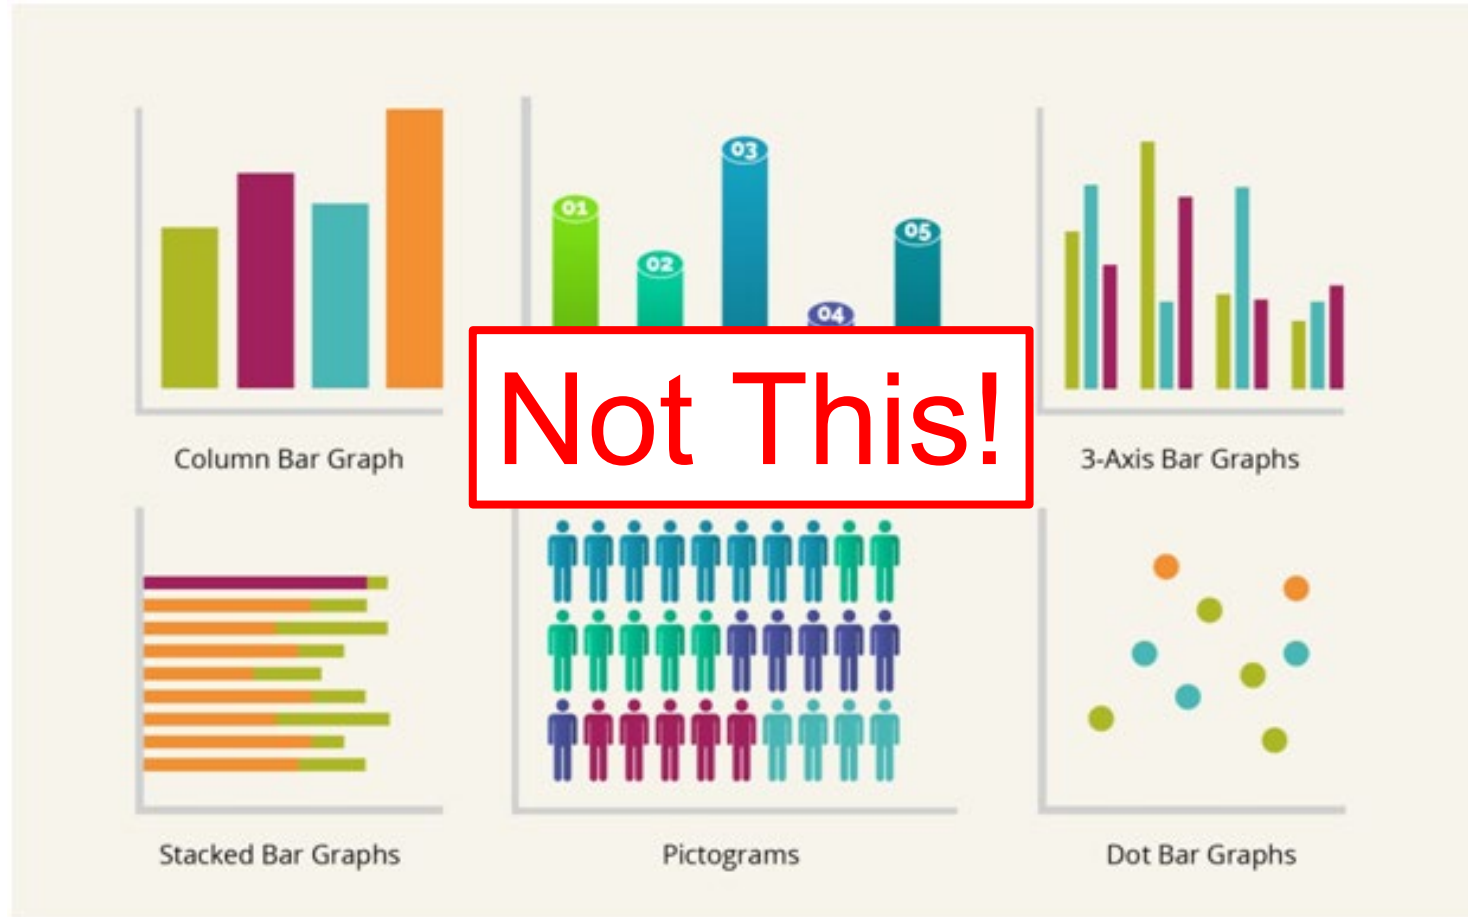 01
02
03
04
05
Not This!
Column Bar Graph
3-Axis Bar Graphs
Stacked Bar Graphs
Pictograms
Dot Bar Graphs